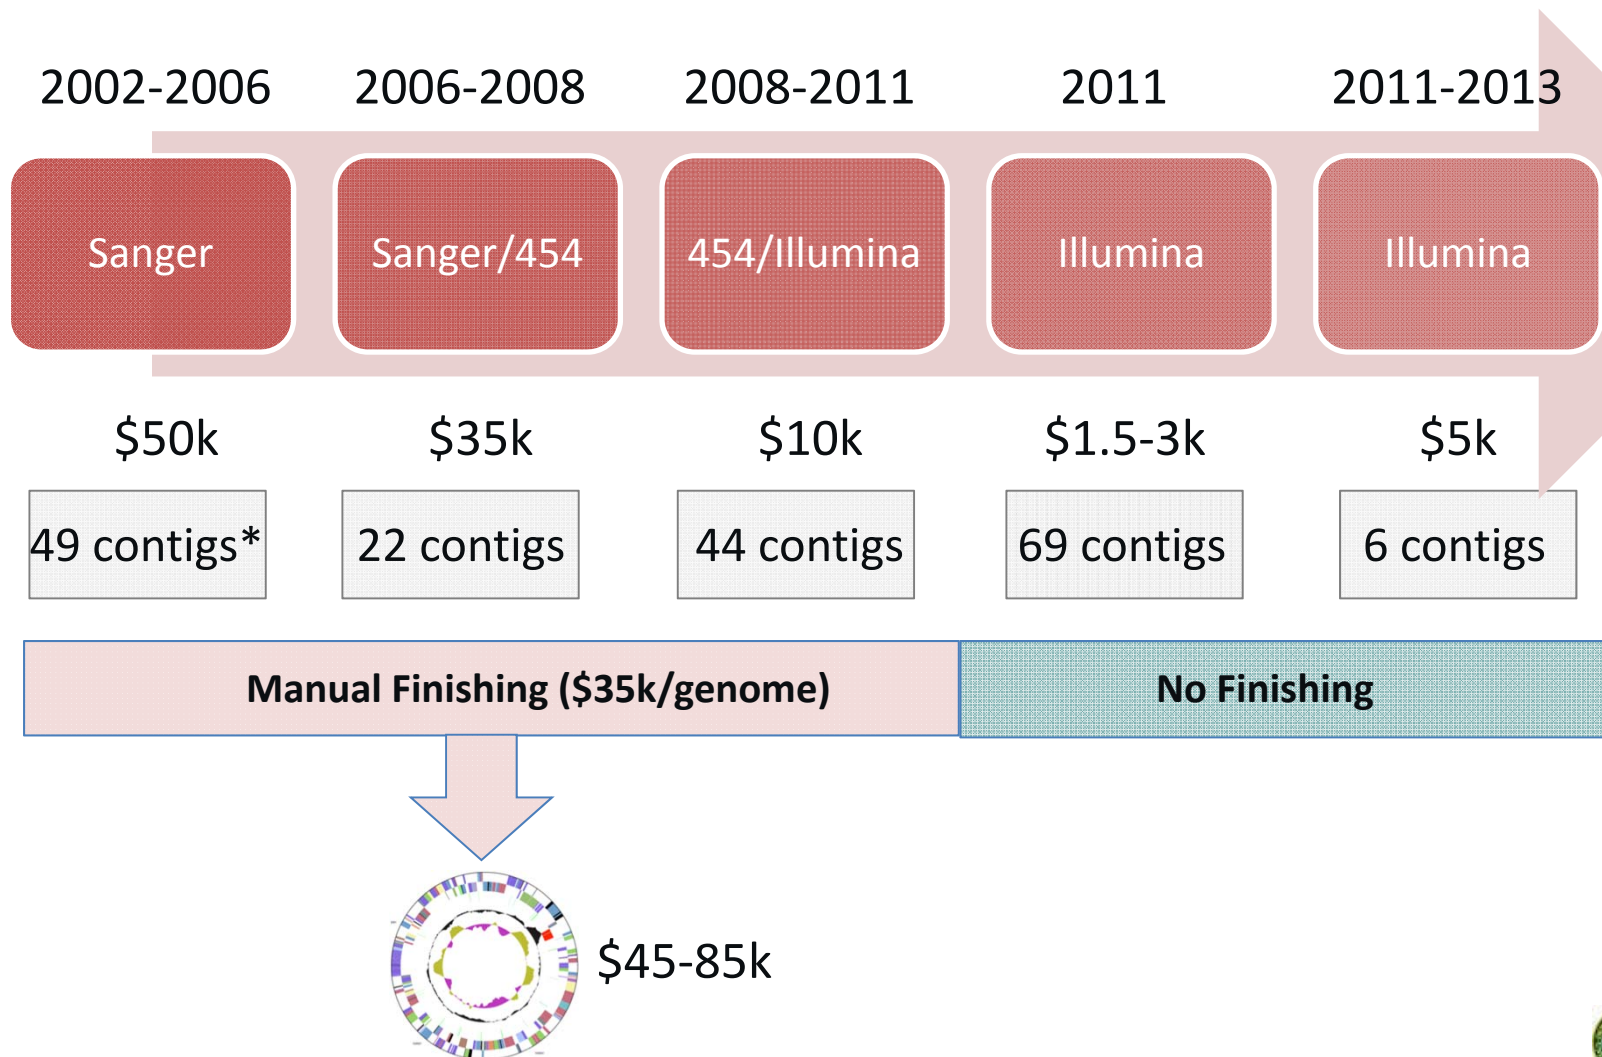 2002-2006
2006-2008
2008-2011
2011
2011-2013
Sanger
Sanger/454
454/Illumina
Illumina
Illumina
$50k
$35k
$10k
$1.5-3k
$5k
49 contigs*
22 contigs
44 contigs
69 contigs
6 contigs
Manual Finishing ($35k/genome)
No Finishing
$45-85k